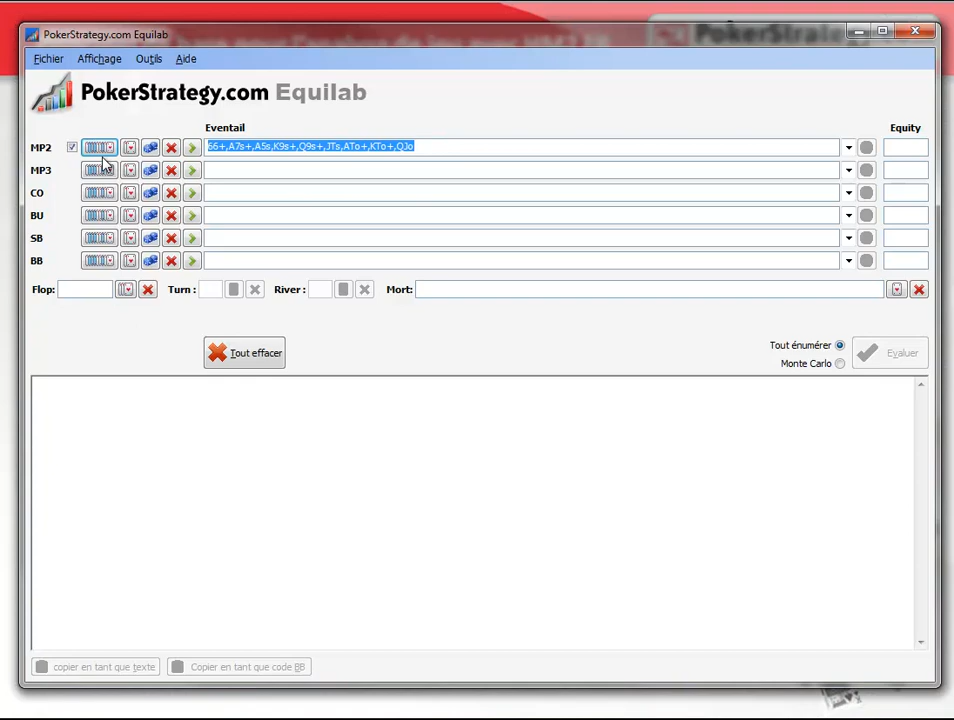 PokerStrategy.com Equilab
Fichier Affichage Outils Aide
PokerStrategy.com Equilab
Eventail Equity
MP2 66+,A7s+,A5s,K9s+,Q9s+,JTs,ATo+,KTo+,QJo
MP3
CO
BU
SB
BB
Flop: Turn : River : Mort:
Tout effacer
Tout énumérer
Monte Carlo
Evaluer
copier en tant que texte Copier en tant que code BB